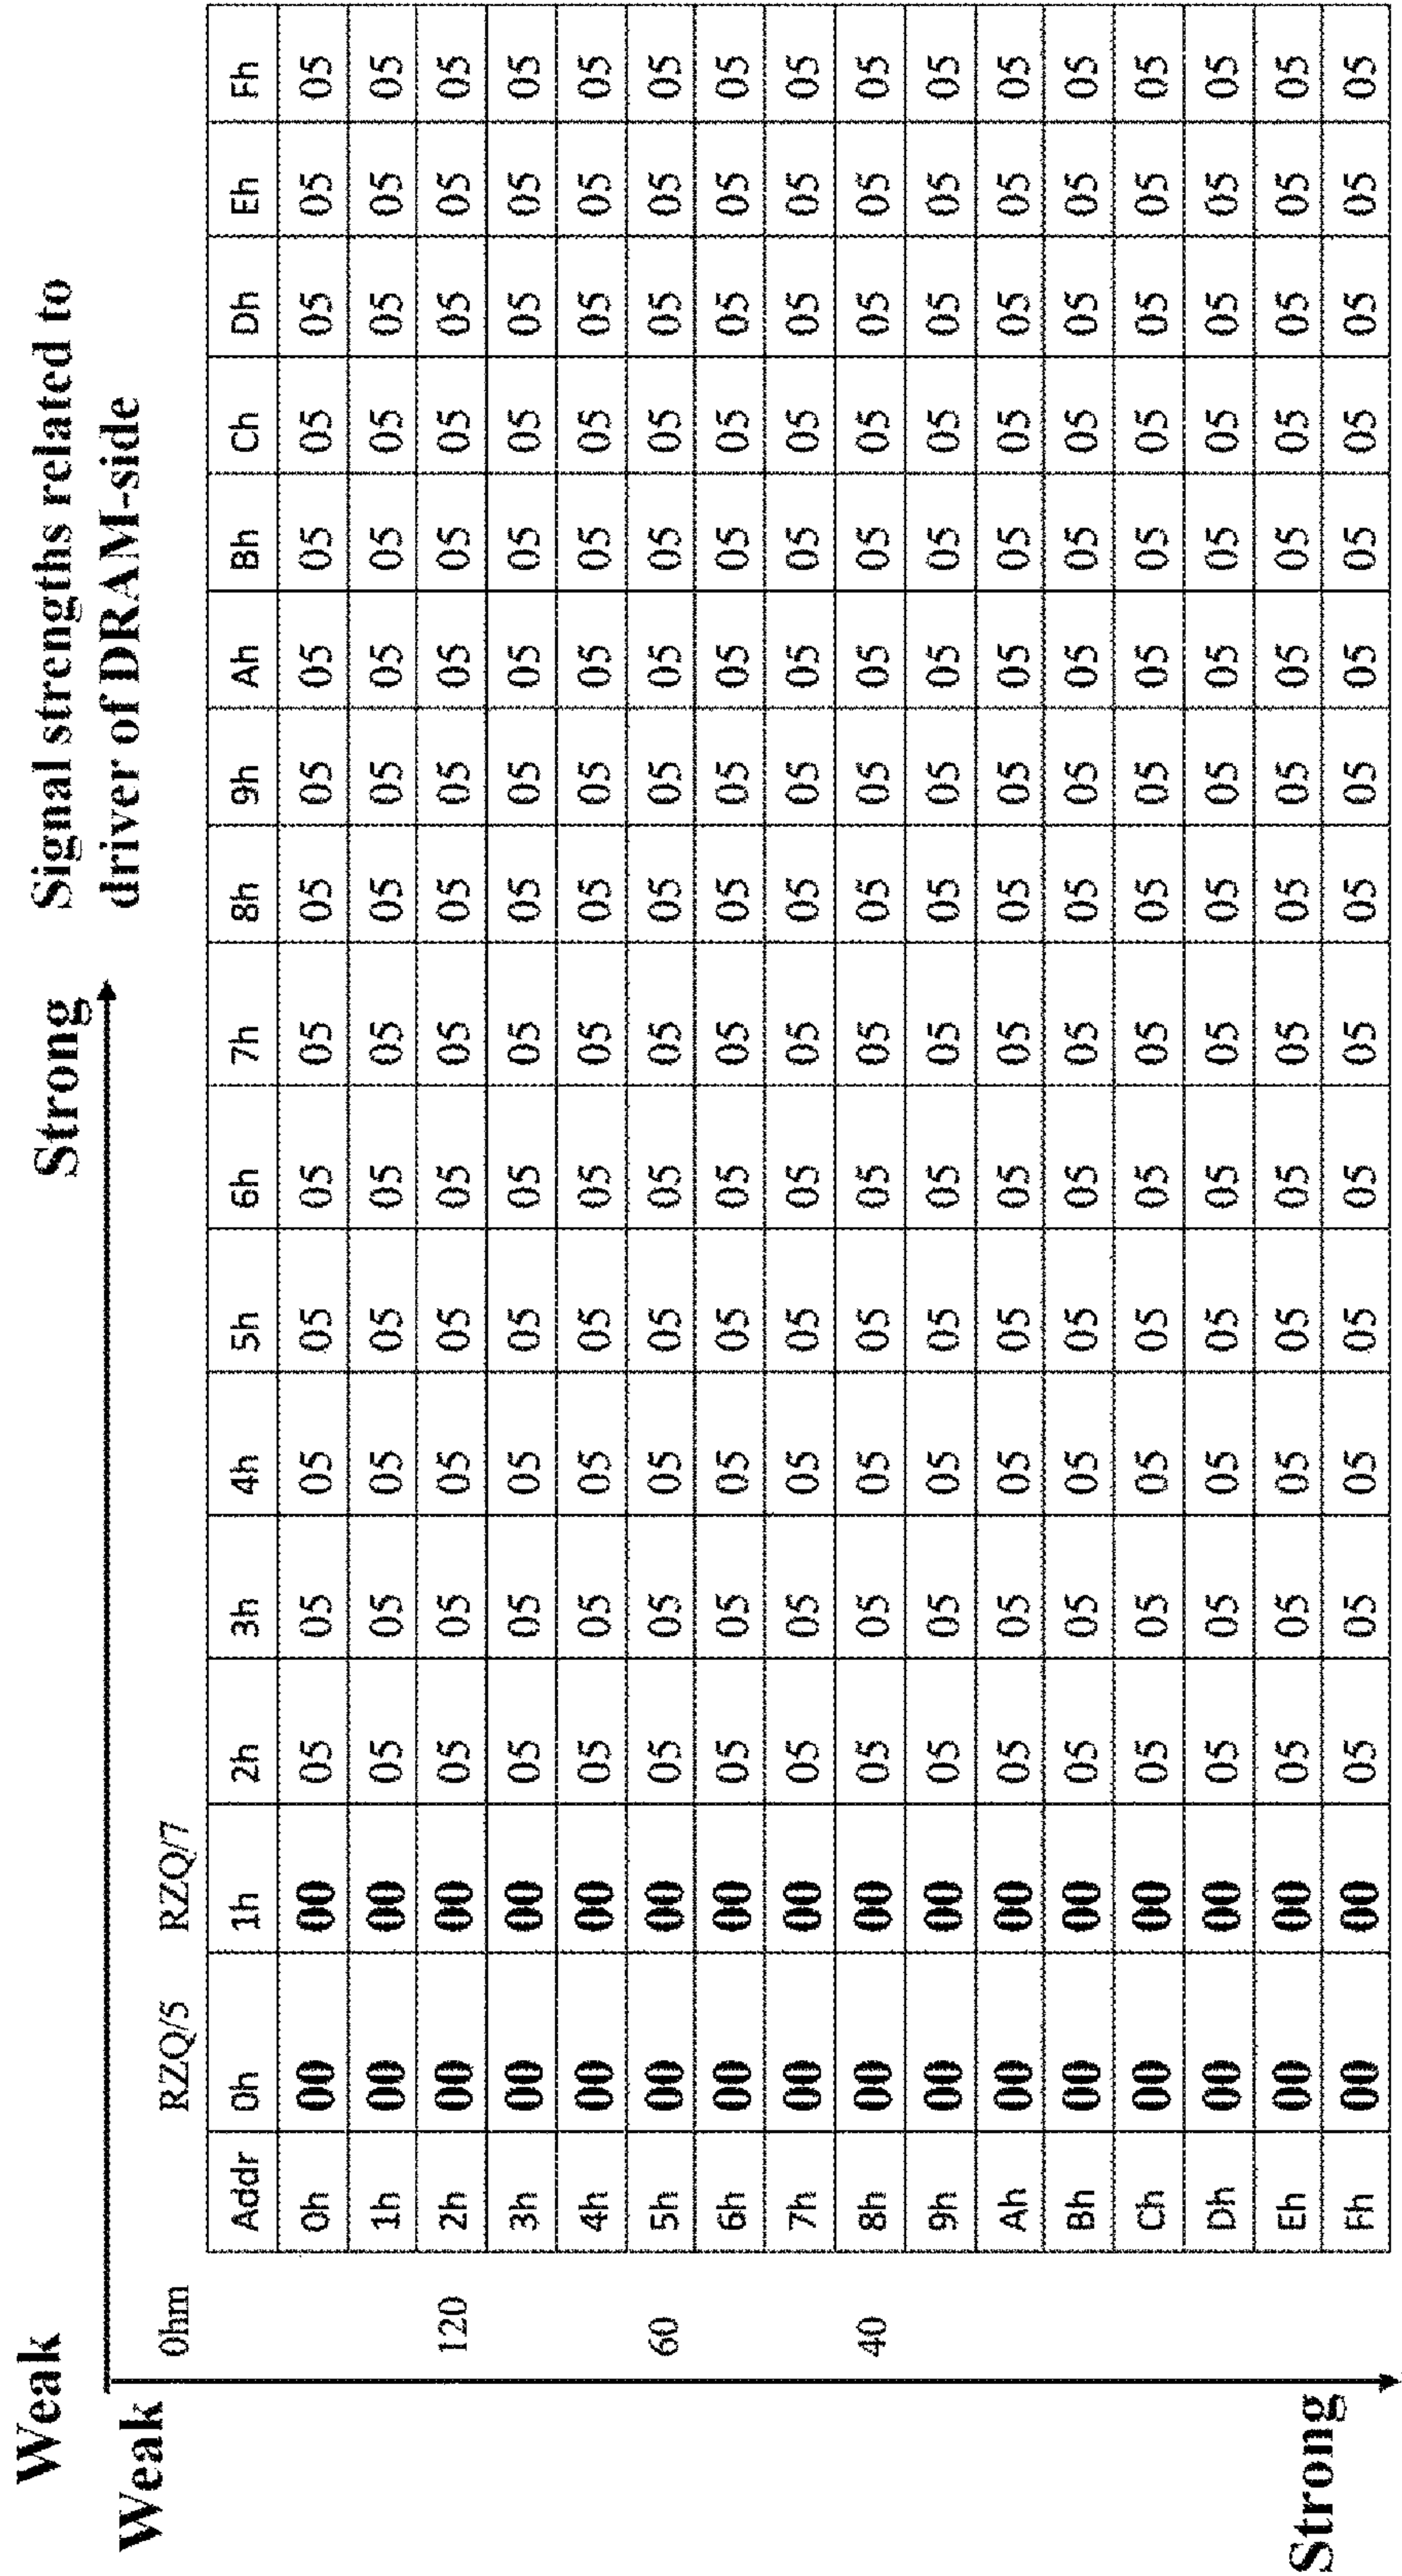 Weak Strong Signal strengths related to
driver of DRAM-side
Weak
Ohm RZQ/5 RZQ/7
Addr 0h 1h 2h 3h 4h 5h 6h 7h 8h 9h Ah Bh Ch Dh Eh Fh
0h 00 00 05 05 05 05 05 05 05 05 05 05 05 05 05 05
1h 00 00 05 05 05 05 05 05 05 05 05 05 05 05 05 05
120 2h 00 00 05 05 05 05 05 05 05 05 05 05 05 05 05 05
3h 00 00 05 05 05 05 05 05 05 05 05 05 05 05 05 05
4h 00 00 05 05 05 05 05 05 05 05 05 05 05 05 05 05
60 5h 00 00 05 05 05 05 05 05 05 05 05 05 05 05 05 05
6h 00 00 05 05 05 05 05 05 05 05 05 05 05 05 05 05
7h 00 00 05 05 05 05 05 05 05 05 05 05 05 05 05 05
40 8h 00 00 05 05 05 05 05 05 05 05 05 05 05 05 05 05
9h 00 00 05 05 05 05 05 05 05 05 05 05 05 05 05 05
Ah 00 00 05 05 05 05 05 05 05 05 05 05 05 05 05 05
Bh 00 00 05 05 05 05 05 05 05 05 05 05 05 05 05 05
Ch 00 00 05 05 05 05 05 05 05 05 05 05 05 05 05 05
Dh 00 00 05 05 05 05 05 05 05 05 05 05 05 05 05 05
Eh 00 00 05 05 05 05 05 05 05 05 05 05 05 05 05 05
Fh 00 00 05 05 05 05 05 05 05 05 05 05 05 05 05 05
Strong